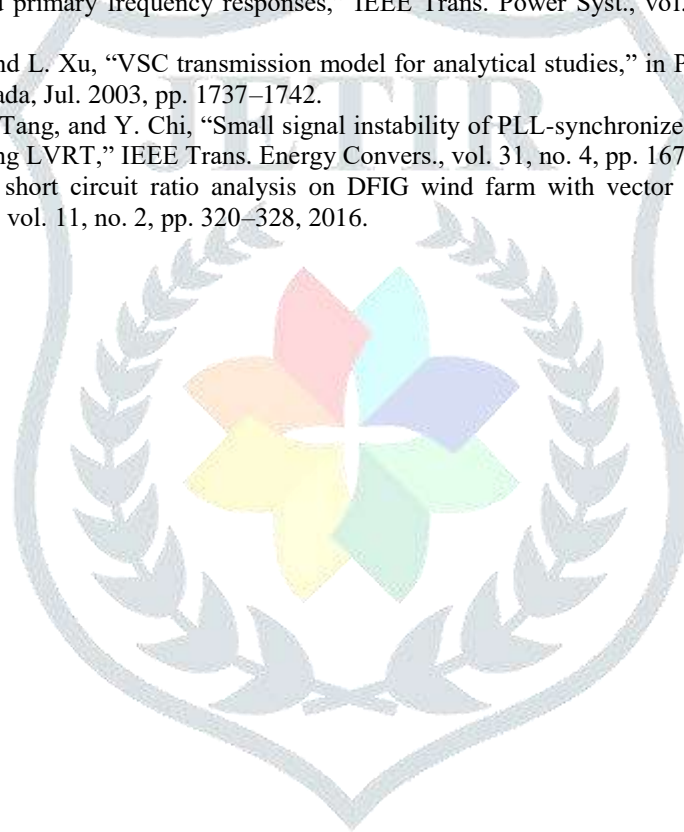 primary frequency responses,” IEEE Trans. Power Syst., vol.
nd L. Xu, “VSC transmission model for analytical studies,” in P
ada, Jul. 2003, pp. 1737–1742.
Tang, and Y. Chi, “Small signal instability of PLL-synchronize
ng LVRT,” IEEE Trans. Energy Convers., vol. 31, no. 4, pp. 167
short circuit ratio analysis on DFIG wind farm with vector
vol. 11, no. 2, pp. 320–328, 2016.
JETIR